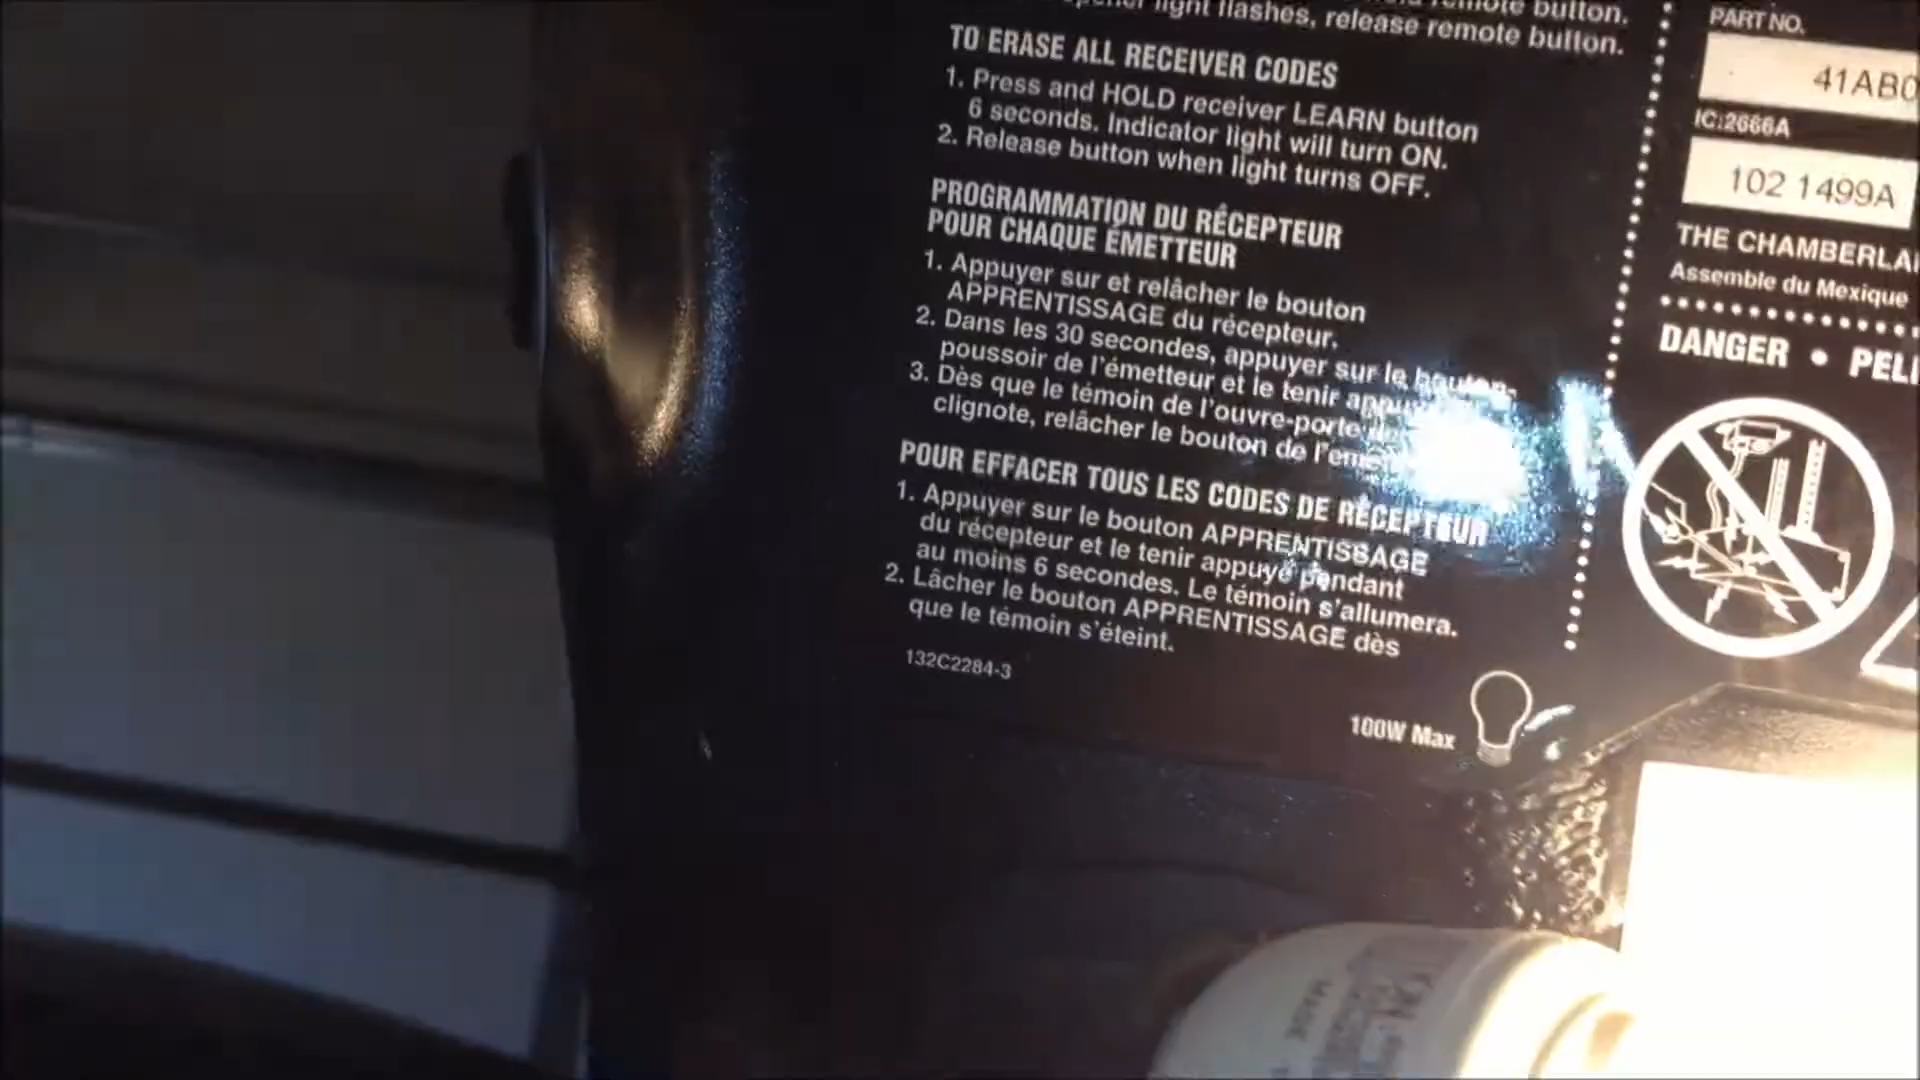 remote button.
light flashes, release remote button.
TO ERASE ALL RECEIVER CODES
1. Press and HOLD receiver LEARN button
6 seconds. Indicator light will turn ON.
2. Release button when light turns OFF.
PROGRAMMATION DU RÉCEPTEUR
POUR CHAQUE ÉMETTEUR
1. Appuyer sur et relâcher le bouton
APPRENTISSAGE du récepteur.
2. Dans les 30 secondes, appuyer sur le bouton-
poussoir de l'émetteur et le tenir
3. Dès que le témoin de l'ouvre-porte
clignote, relâcher le bouton de
POUR EFFACER TOUS LES CODES DE RÉCEPTEUR
1. Appuyer sur le bouton APPRENTISSAGE
du récepteur et le tenir appuyé pendant
au moins 6 secondes. Le témoin s'allumera.
2. Lâcher le bouton APPRENTISSAGE dès
que le témoin s'éteint.
132C2284-3
100W Max
PART NO.
41AB0
IC:2666A
102 1499A
THE CHAMBERLA
Assemble du Mexique
DANGER • PELI